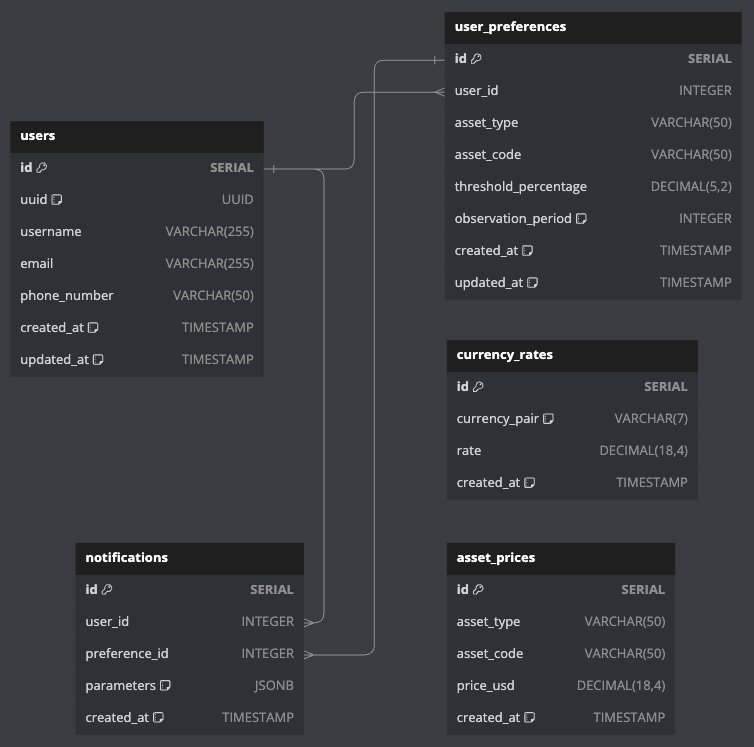 users
id SERIAL
uuid UUID
username VARCHAR(255)
email VARCHAR(255)
phone_number VARCHAR(50)
created_at TIMESTAMP
updated_at TIMESTAMP
user_preferences
id SERIAL
user_id INTEGER
asset_type VARCHAR(50)
asset_code VARCHAR(50)
threshold_percentage DECIMAL(5,2)
observation_period INTEGER
created_at TIMESTAMP
updated_at TIMESTAMP
currency_rates
id SERIAL
currency_pair VARCHAR(7)
rate DECIMAL(18,4)
created_at TIMESTAMP
notifications
id SERIAL
user_id INTEGER
preference_id INTEGER
parameters JSONB
created_at TIMESTAMP
asset_prices
id SERIAL
asset_type VARCHAR(50)
asset_code VARCHAR(50)
price_usd DECIMAL(18,4)
created_at TIMESTAMP